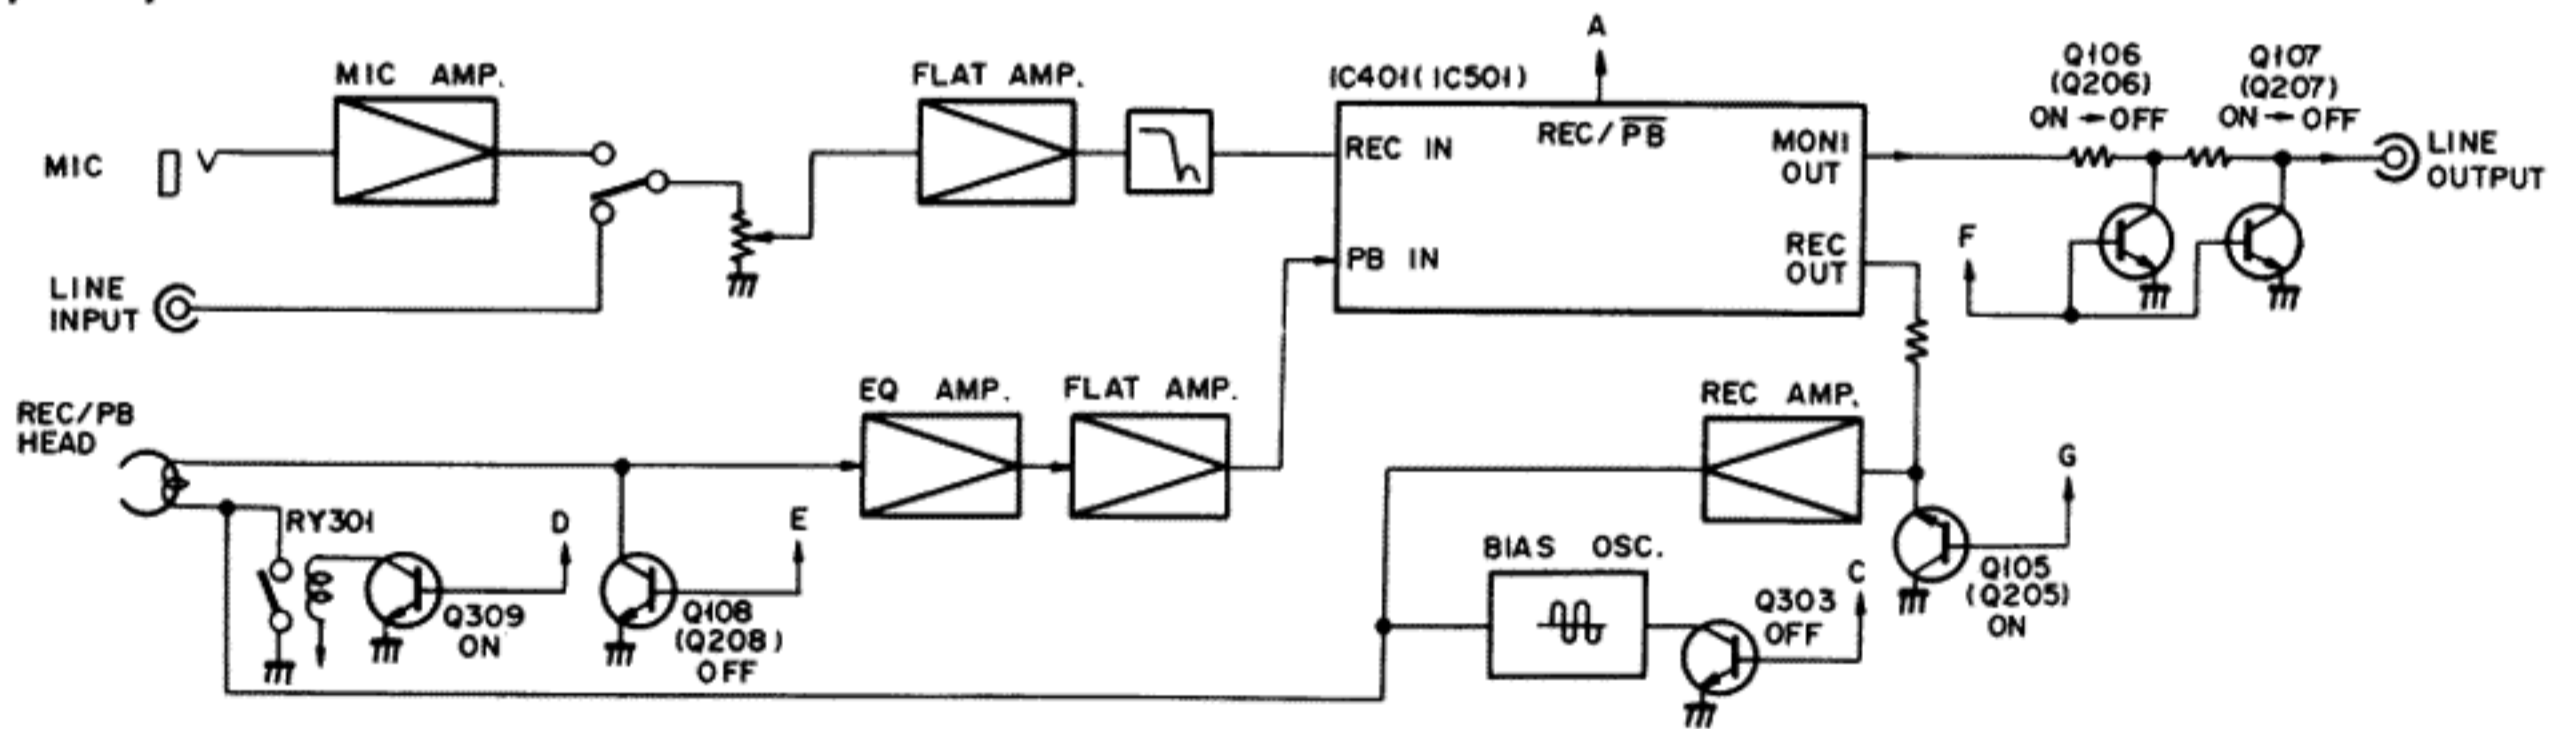 MIC AMP.
FLAT AMP.
A
IC401(IC501)
REC/PB
REC IN
PB IN
MONI
OUT
REC
OUT
Q106
(Q206)
ON→OFF
Q107
(Q207)
ON→OFF
LINE
OUTPUT
F
MIC
LINE
INPUT
REC/PB
HEAD
RY301
D
Q309
ON
E
Q108
(Q208)
OFF
EQ AMP.
FLAT AMP.
REC AMP.
G
BIAS OSC.
C
Q303
OFF
Q105
(Q205)
ON